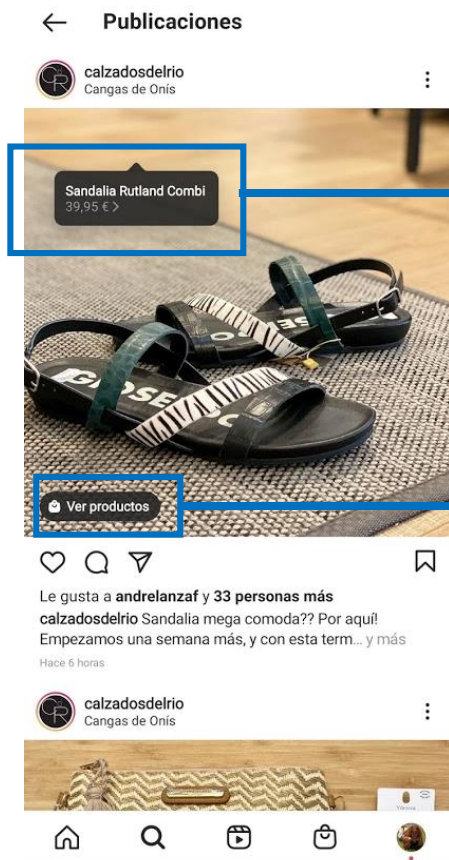 Publicaciones
calzadosdelrio
Cangas de Onís
Sandalia Rutland Combi
39,95 € >
GIOSEPPO
Ver productos
Le gusta a andrelanzaf y 33 personas más
calzadosdelrio Sandalia mega comoda?? Por aquí!
Empezamos una semana más, y con esta term... y más
Hace 6 horas
calzadosdelrio
Cangas de Onís